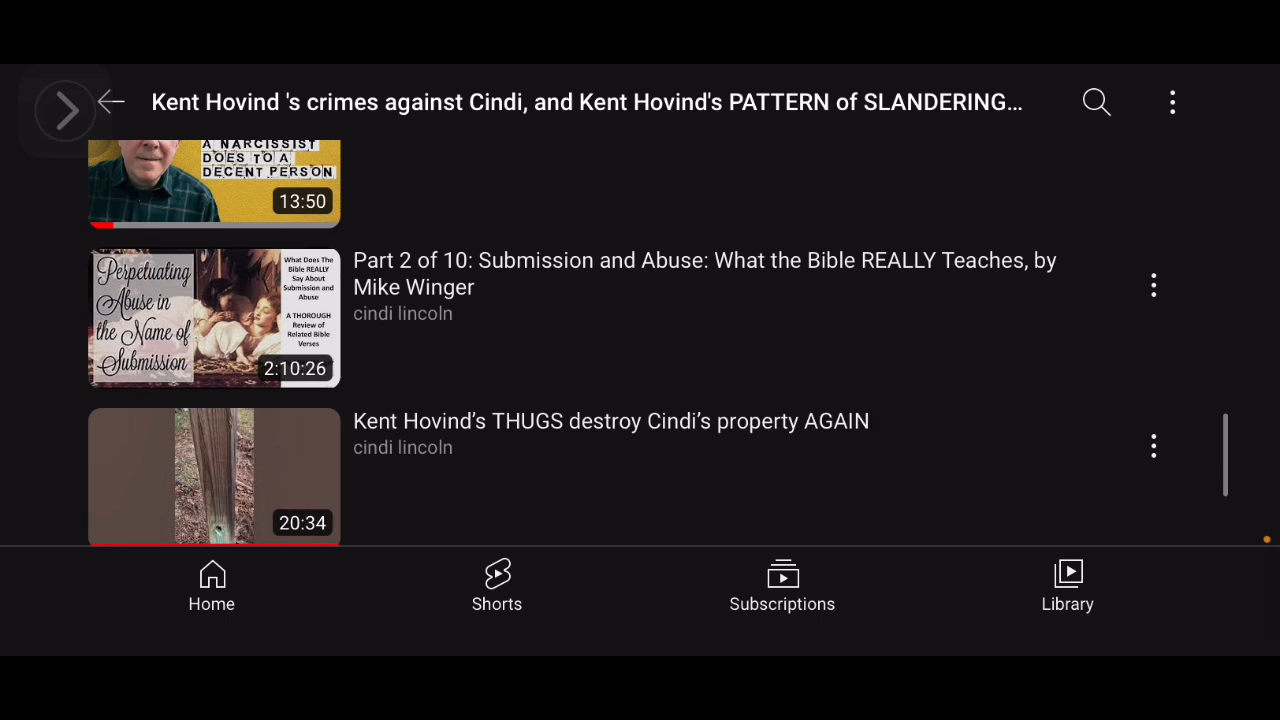 Kent Hovind 's crimes against Cindi, and Kent Hovind's PATTERN of SLANDERING...
A NARCISSIST
DOES TO A
DECENT PERSON
13:50
Perpetuating
Abuse in
the Name of
Submission
What Does The
Bible REALLY
Say About
Submission and
Abuse
A THOROUGH
Review of
Related Bible
Verses
2:10:26
Part 2 of 10: Submission and Abuse: What the Bible REALLY Teaches, by
Mike Winger
cindi lincoln
20:34
Kent Hovind’s THUGS destroy Cindi’s property AGAIN
cindi lincoln
Home
Shorts
Subscriptions
Library